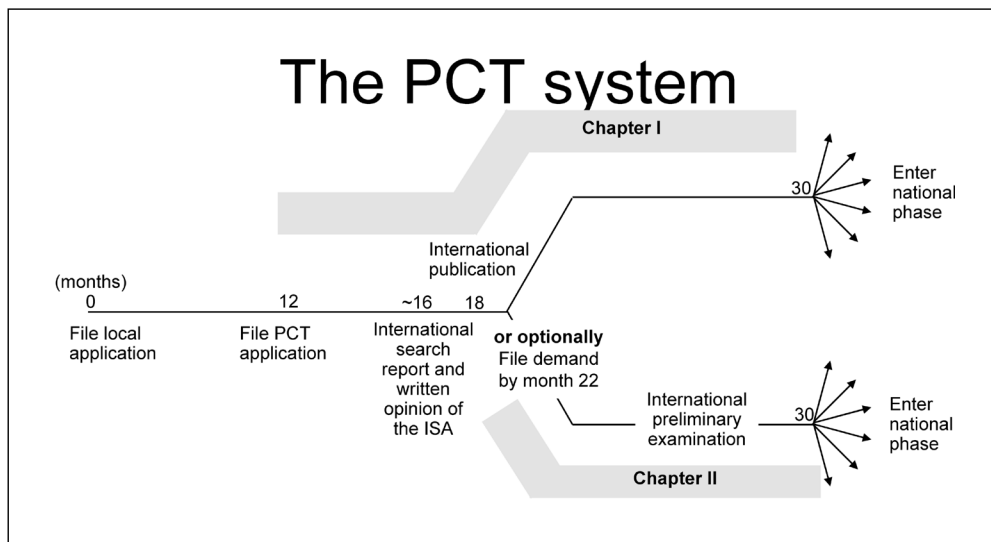 The PCT system
Chapter I
30
Enter
national
phase
International
publication
(months)
0
12
~16
18
File local
application
File PCT
application
International
search
report and
written
opinion of
the ISA
or optionally
File demand
by month 22
International
preliminary
examination
30
Enter
national
phase
Chapter II